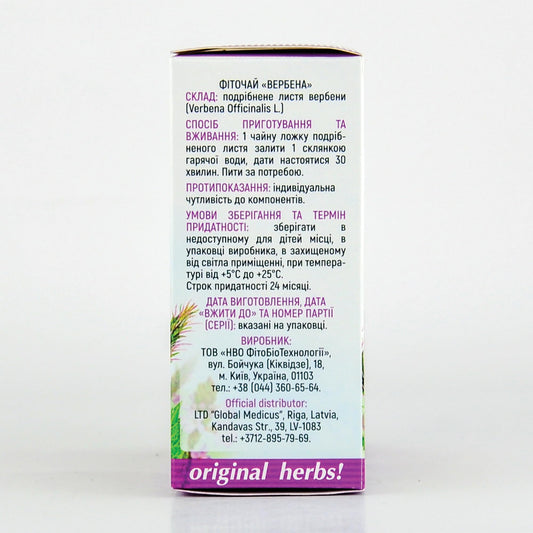 ФІТОЧАЙ «ВЕРБЕНА»
СКЛАД: подрібнене листя вербени
(Verbena Officinalis L.)
СПОСІБ ПРИГОТУВАННЯ ТА
ВЖИВАННЯ: 1 чайну ложку подріб-
неного листя залити 1 склянкою
гарячої води, дати настоятися 30
хвилин. Пити за потребою.
ПРОТИПОКАЗАННЯ: індивідуальна
чутливість до компонентів.
УМОВИ ЗБЕРІГАННЯ ТА ТЕРМІН
ПРИДАТНОСТІ: зберігати в
недоступному для дітей місці, в
упаковці виробника, в захищеному
від світла приміщенні, при темпера-
турі від +5°С до +25°С.
Строк придатності 24 місяці.
ДАТА ВИГОТОВЛЕННЯ, ДАТА
«ВЖИТИ ДО» ТА НОМЕР ПАРТІЇ
(СЕРІЇ): вказані на упаковці.
ВИРОБНИК:
ТОВ «НВО ФітоБіоТехнології»,
вул. Бойчука (Кіквідзе), 18,
м. Київ, Україна, 01103
тел.: +38 (044) 360-65-64.
Official distributor:
LTD "Global Medicus", Riga, Latvia,
Kandavas Str., 39, LV-1083
tel.: +3712-895-79-69.
original herbs!